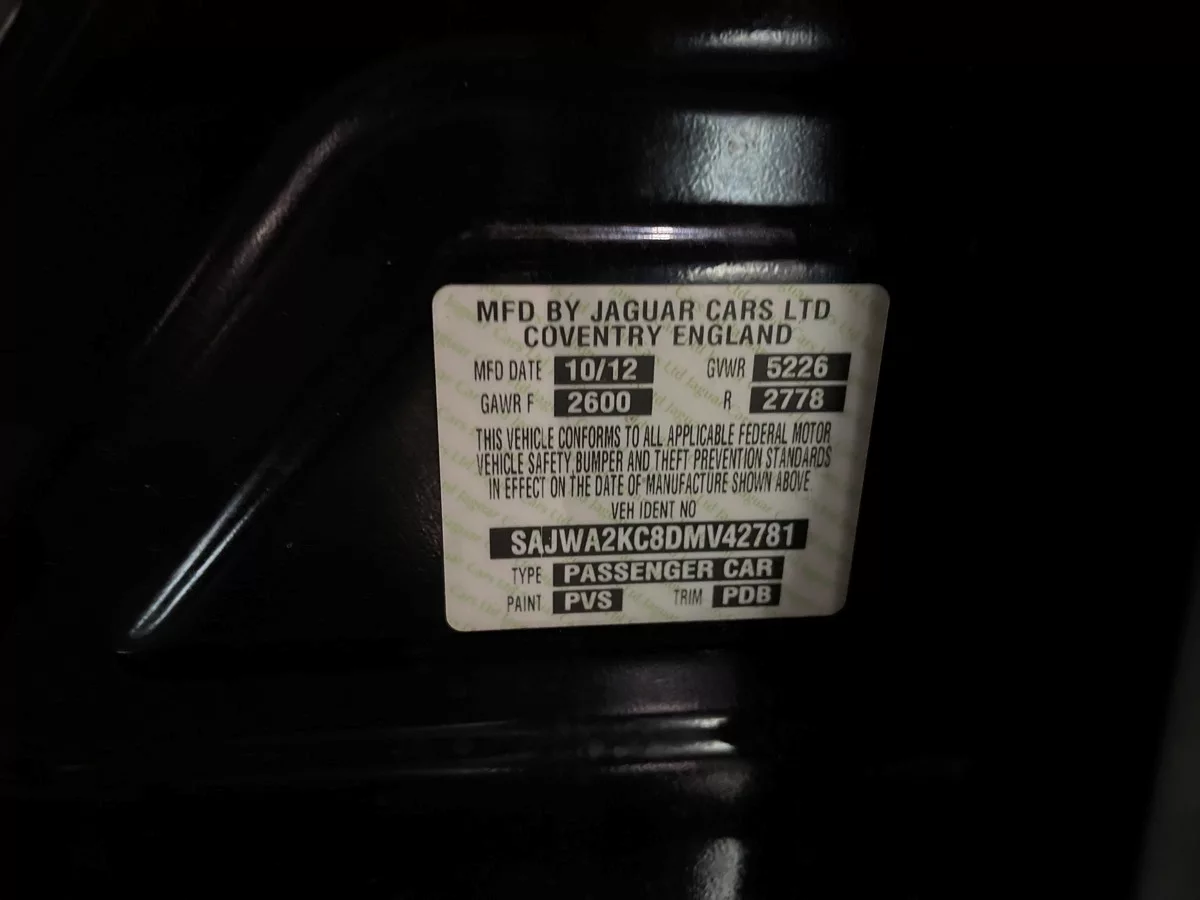 MFD BY JAGUAR CARS LTD
COVENTRY ENGLAND
MFD DATE 10/12 GVWR 5226
GAWR F 2600 R 2778
THIS VEHICLE CONFORMS TO ALL APPLICABLE FEDERAL MOTOR
VEHICLE SAFETY, BUMPER AND THEFT PREVENTION STANDARDS
IN EFFECT ON THE DATE OF MANUFACTURE SHOWN ABOVE
VEH IDENT NO
SAJWA2KC8DMV42781
TYPE PASSENGER CAR
PAINT PVS TRIM PDB